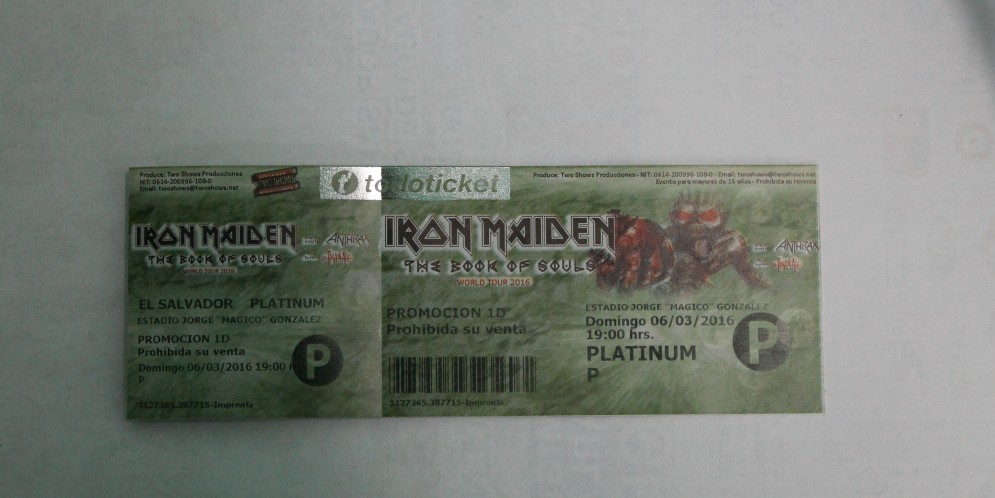 Produce: Two Shows Producciones
NIT: 0614-200996-108-0
Email: twoshows@twoshows.net
TWO SHOWS
IRON MAIDEN
THE BOOK OF SOULS
WORLD TOUR 2016
ANTHRAX
EL SALVADOR PLATINUM
ESTADIO JORGE "MAGICO" GONZALEZ
PROMOCION 1D
Prohibida su venta
Domingo 06/03/2016 19:00 h
P
P
3127365.387715-Imprenta
todoticket
Produce: Two Shows Producciones - NIT: 0614-200996-108-0 - Email: twoshows@twoshows.net
Evento para mayores de 15 años - Prohibida su reventa
IRON MAIDEN
THE BOOK OF SOULS
WORLD TOUR 2016
ANTHRAX
PROMOCION 1D
Prohibida su venta
3127365.387715-Imprenta
ESTADIO JORGE "MAGICO" GONZALEZ
Domingo 06/03/2016
19:00 hrs.
PLATINUM
P
P